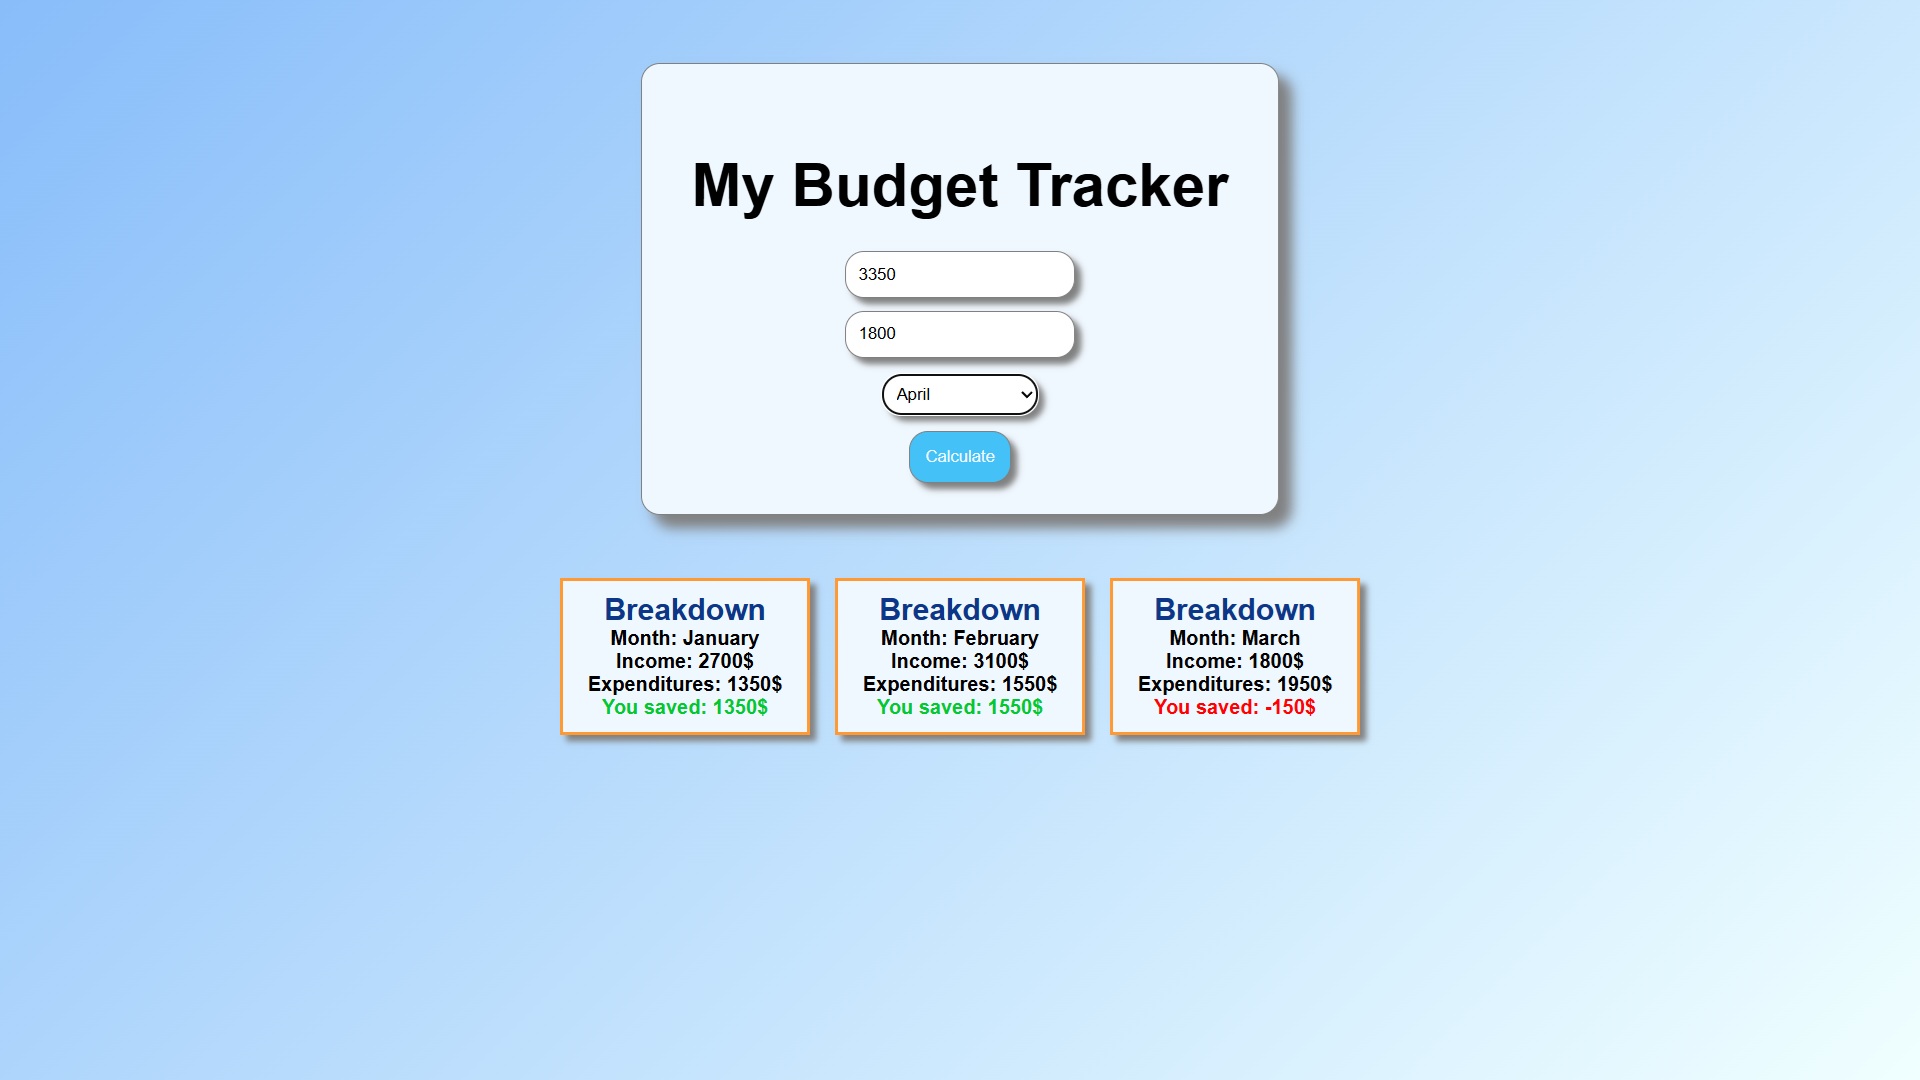 My Budget Tracker
3350
1800
April
Calculate
Breakdown
Month: January
Income: 2700$
Expenditures: 1350$
You saved: 1350$
Breakdown
Month: February
Income: 3100$
Expenditures: 1550$
You saved: 1550$
Breakdown
Month: March
Income: 1800$
Expenditures: 1950$
You saved: -150$